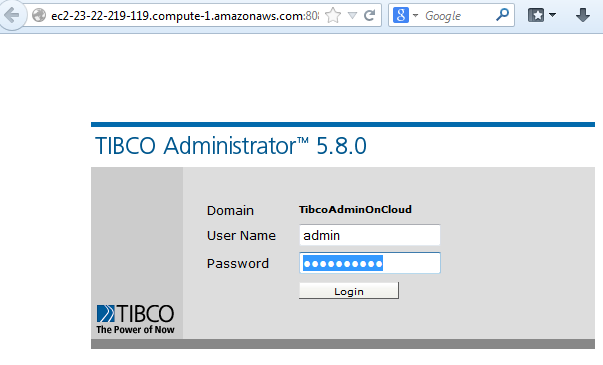 ec2-23-22-219-119.compute-1.amazonaws.com:808
Google
TIBCO Administrator™ 5.8.0
Domain TibcoAdminOnCloud
User Name admin
Password ●●●●●●●●●●
Login
TIBCO
The Power of Now